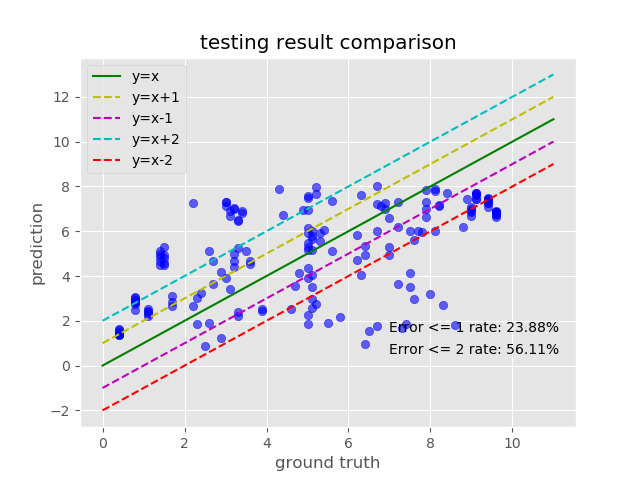 testing result comparison
y=x
y=x+1
y=x-1
y=x+2
y=x-2
12
10
8
6
4
2
0
−2
prediction
Error <= 1 rate: 23.88%
Error <= 2 rate: 56.11%
0 2 4 6 8 10
ground truth